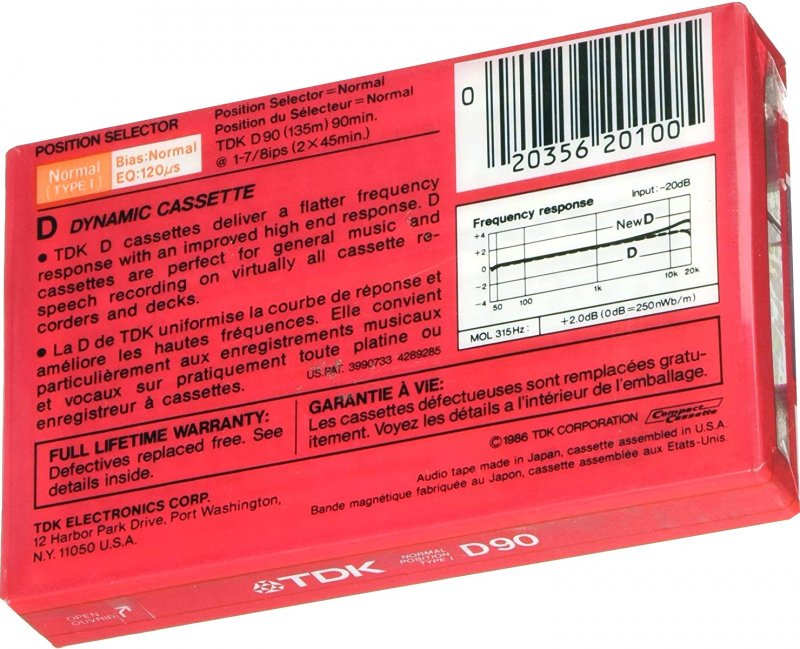 POSITION SELECTOR
Normal
(TYPE I)
Bias:Normal
EQ:120μs
Position Selector=Normal
Position du Sélecteur=Normal
TDK D90 (135m) 90min.
@ 1-7/8ips (2×45min.)
0
20356 20100
D DYNAMIC CASSETTE
• TDK D cassettes deliver a flatter frequency
response with an improved high end response. D
cassettes are perfect for general music and
speech recording on virtually all cassette re-
corders and decks.
• La D de TDK uniformise la courbe de réponse et
améliore les hautes fréquences. Elle convient
particulièrement aux enregistrements musicaux
et vocaux sur pratiquement toute platine ou
enregistreur à cassettes.
US.PAT. 3990733 4289285
Frequency response
Input:-20dB
+4
+2
0
-2
-4
New D
D
50
100
1k
10k
20k
MOL 315Hz:
+2.0dB (0dB=250nWb/m)
FULL LIFETIME WARRANTY:
Defectives replaced free. See
details inside.
GARANTIE À VIE:
Les cassettes défectueuses sont remplacées gratu-
itement. Voyez les détails a l'intérieur de l'emballage.
©1986 TDK CORPORATION
Compact
Cassette
Audio tape made in Japan, cassette assembled in U.S.A.
Bande magnétique fabriquée au Japon, cassette assemblée aux Etats-Unis.
TDK ELECTRONICS CORP.
12 Harbor Park Drive, Port Washington,
N.Y. 11050 U.S.A.
OPEN
OUVRIR
TDK
NORMAL
POSITION
TYPE I
D90